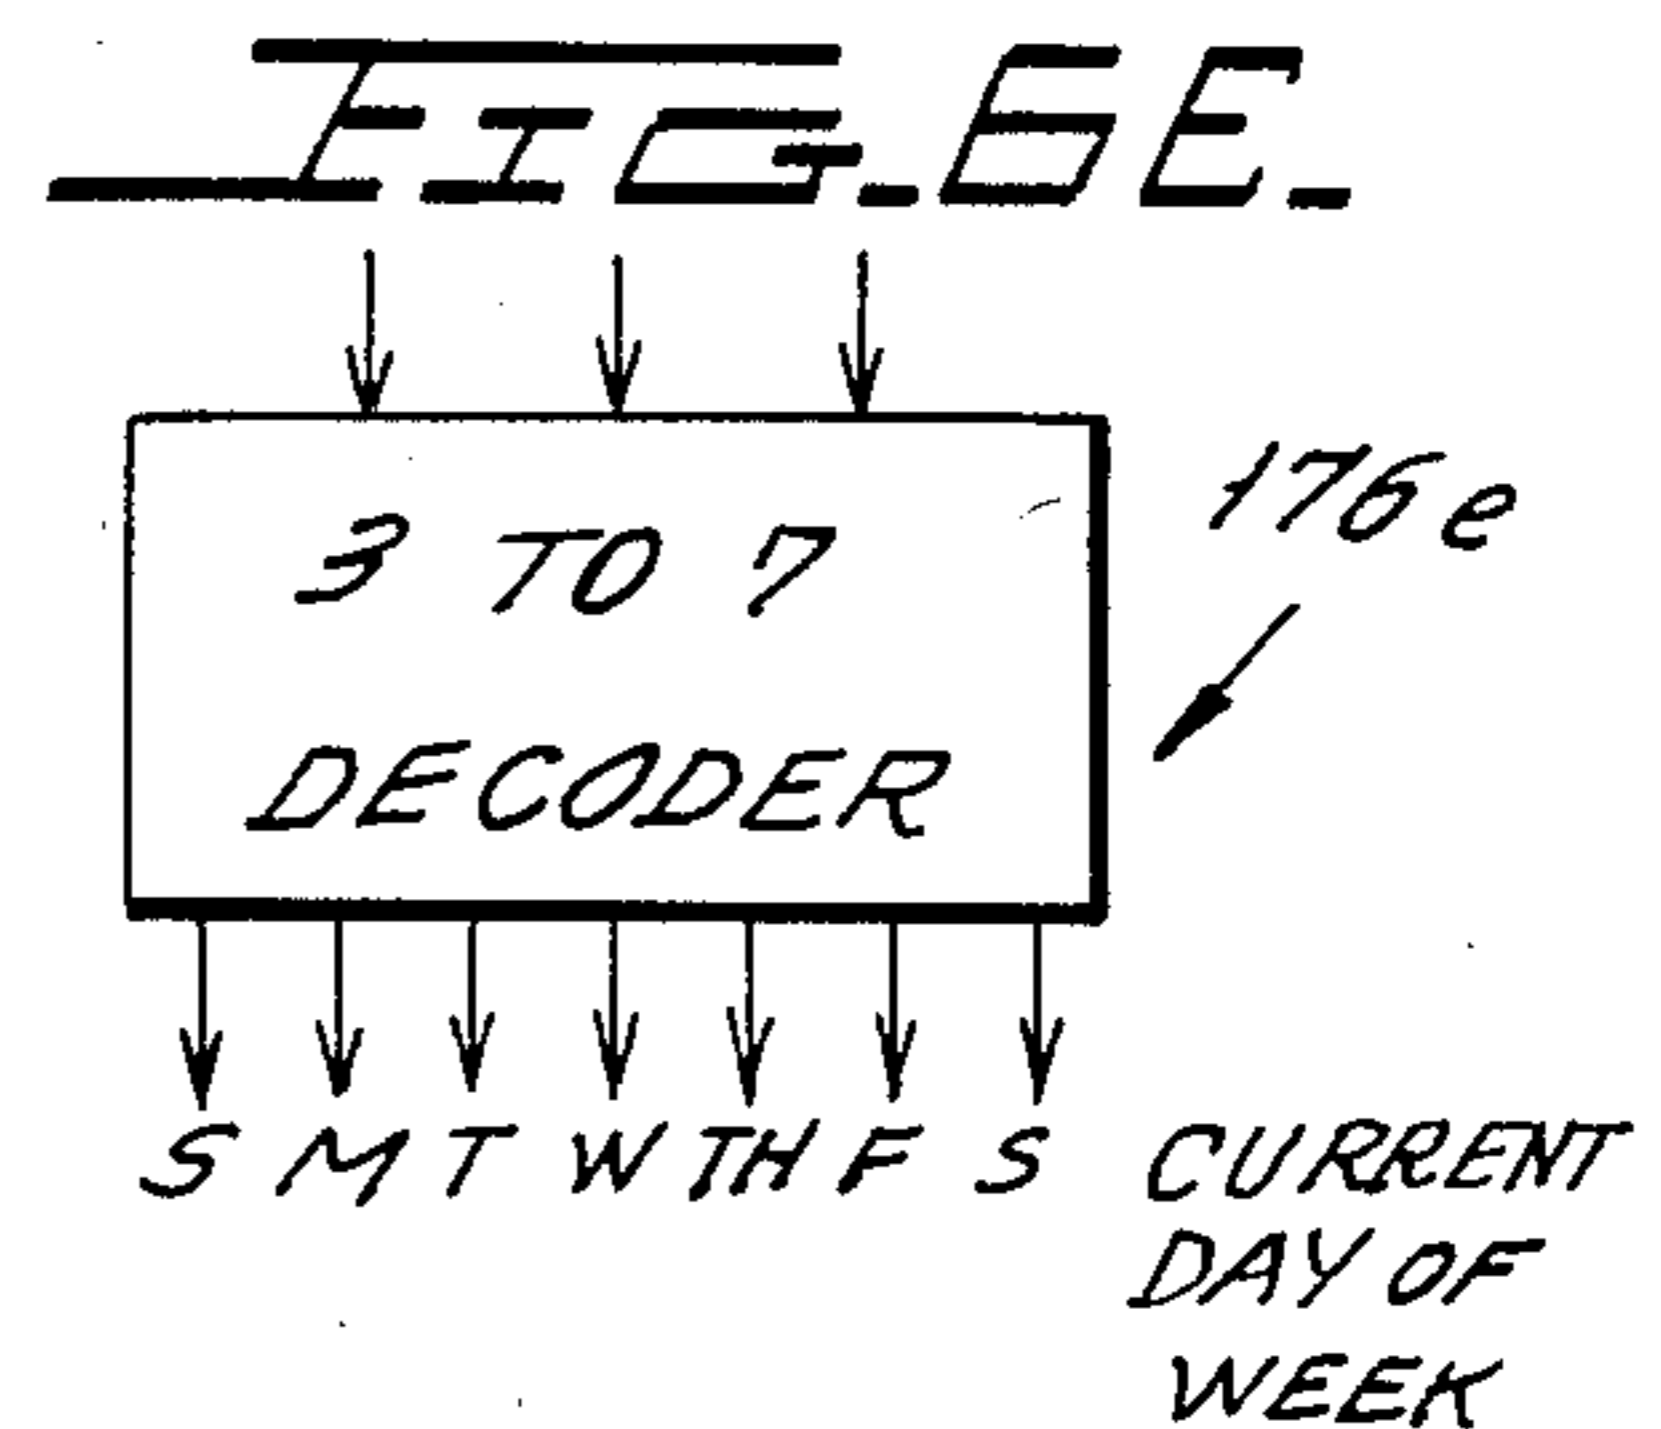 FIG. 6E.
3 TO 7
176e
DECODER
S M T W TH F S CURRENT
DAY OF
WEEK